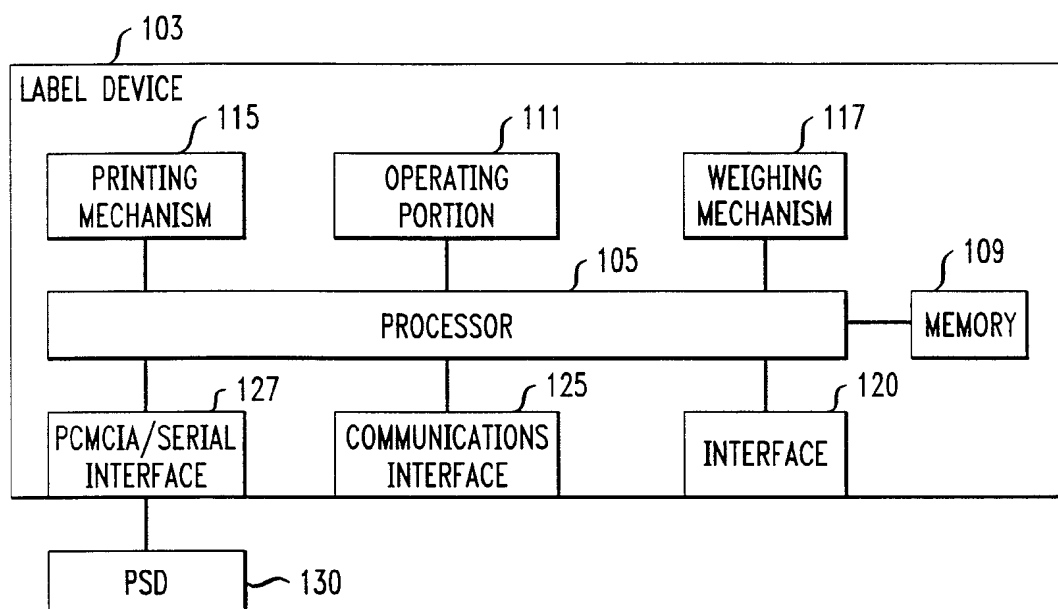 103
LABEL DEVICE
115
111
117
PRINTING
MECHANISM
OPERATING
PORTION
WEIGHING
MECHANISM
105
109
PROCESSOR
MEMORY
127
125
120
PCMCIA/SERIAL
INTERFACE
COMMUNICATIONS
INTERFACE
INTERFACE
PSD
130